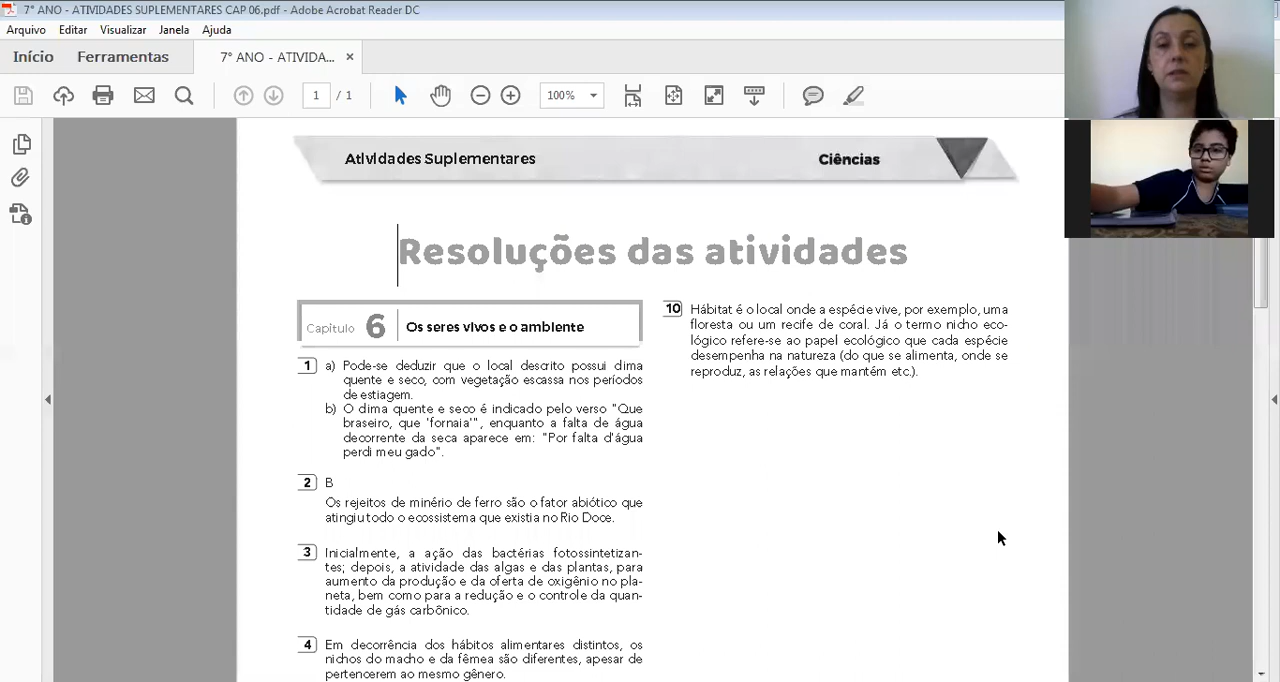 7° ANO - ATIVIDADES SUPLEMENTARES CAP 06.pdf - Adobe Acrobat Reader DC
Arquivo Editar Visualizar Janela Ajuda
Início Ferramentas 7° ANO - ATIVIDA... ×
1 / 1 100%
Atividades Suplementares Ciências
Resoluções das atividades
Capítulo 6 Os seres vivos e o ambiente
1 a) Pode-se deduzir que o local descrito possui clima
quente e seco, com vegetação escassa nos períodos
de estiagem.
b) O clima quente e seco é indicado pelo verso "Que
braseiro, que 'fornaia'", enquanto a falta de água
decorrente da seca aparece em: "Por falta d'água
perdi meu gado".
2 B
Os rejeitos de minério de ferro são o fator abiótico que
atingiu todo o ecossistema que existia no Rio Doce.
3 Inicialmente, a ação das bactérias fotossintetizan-
tes; depois, a atividade das algas e das plantas, para
aumento da produção e da oferta de oxigênio no pla-
neta, bem como para a redução e o controle da quan-
tidade de gás carbônico.
4 Em decorrência dos hábitos alimentares distintos, os
nichos do macho e da fêmea são diferentes, apesar de
pertencerem ao mesmo gênero.
10 Hábitat é o local onde a espécie vive, por exemplo, uma
floresta ou um recife de coral. Já o termo nicho eco-
lógico refere-se ao papel ecológico que cada espécie
desempenha na natureza (do que se alimenta, onde se
reproduz, as relações que mantém etc.).